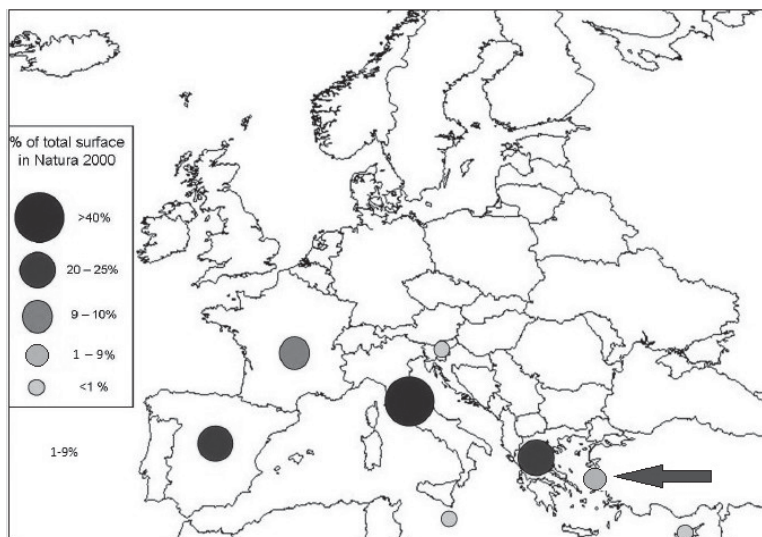 % of total surface
in Natura 2000
>40%
20 – 25%
9 – 10%
1 – 9%
<1 %
1-9%